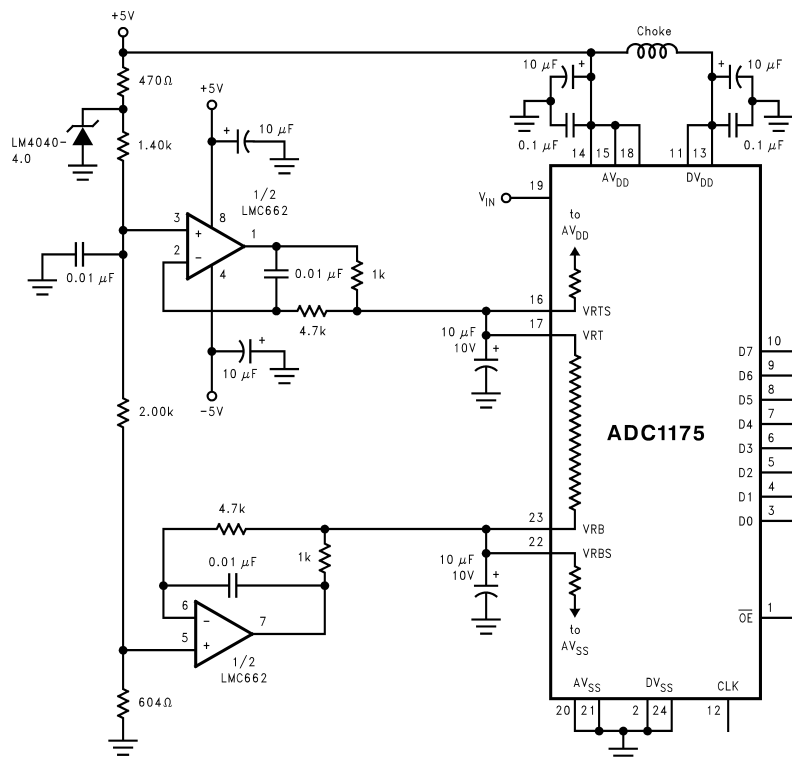 +5V
Choke
470Ω
+5V
10 μF
+
+
10 μF
LM4040-
4.0
1.40k
+
10 μF
0.1 μF
0.1 μF
14
15
18
11
13
AV_DD
DV_DD
1/2
LMC662
V_IN
19
to
AV_DD
3
8
+
1
2
−
4
0.01 μF
0.01 μF
1k
4.7k
16
VRTS
17
VRT
10 μF
10V
+
+
10 μF
-5V
D7
10
D6
9
D5
8
D4
7
D3
6
D2
5
D1
4
D0
3
2.00k
ADC1175
4.7k
23
VRB
1k
22
VRBS
0.01 μF
10 μF
10V
+
6
−
7
5
+
1/2
LMC662
to
AV_SS
OE
1
604Ω
AV_SS
DV_SS
CLK
20
21
2
24
12